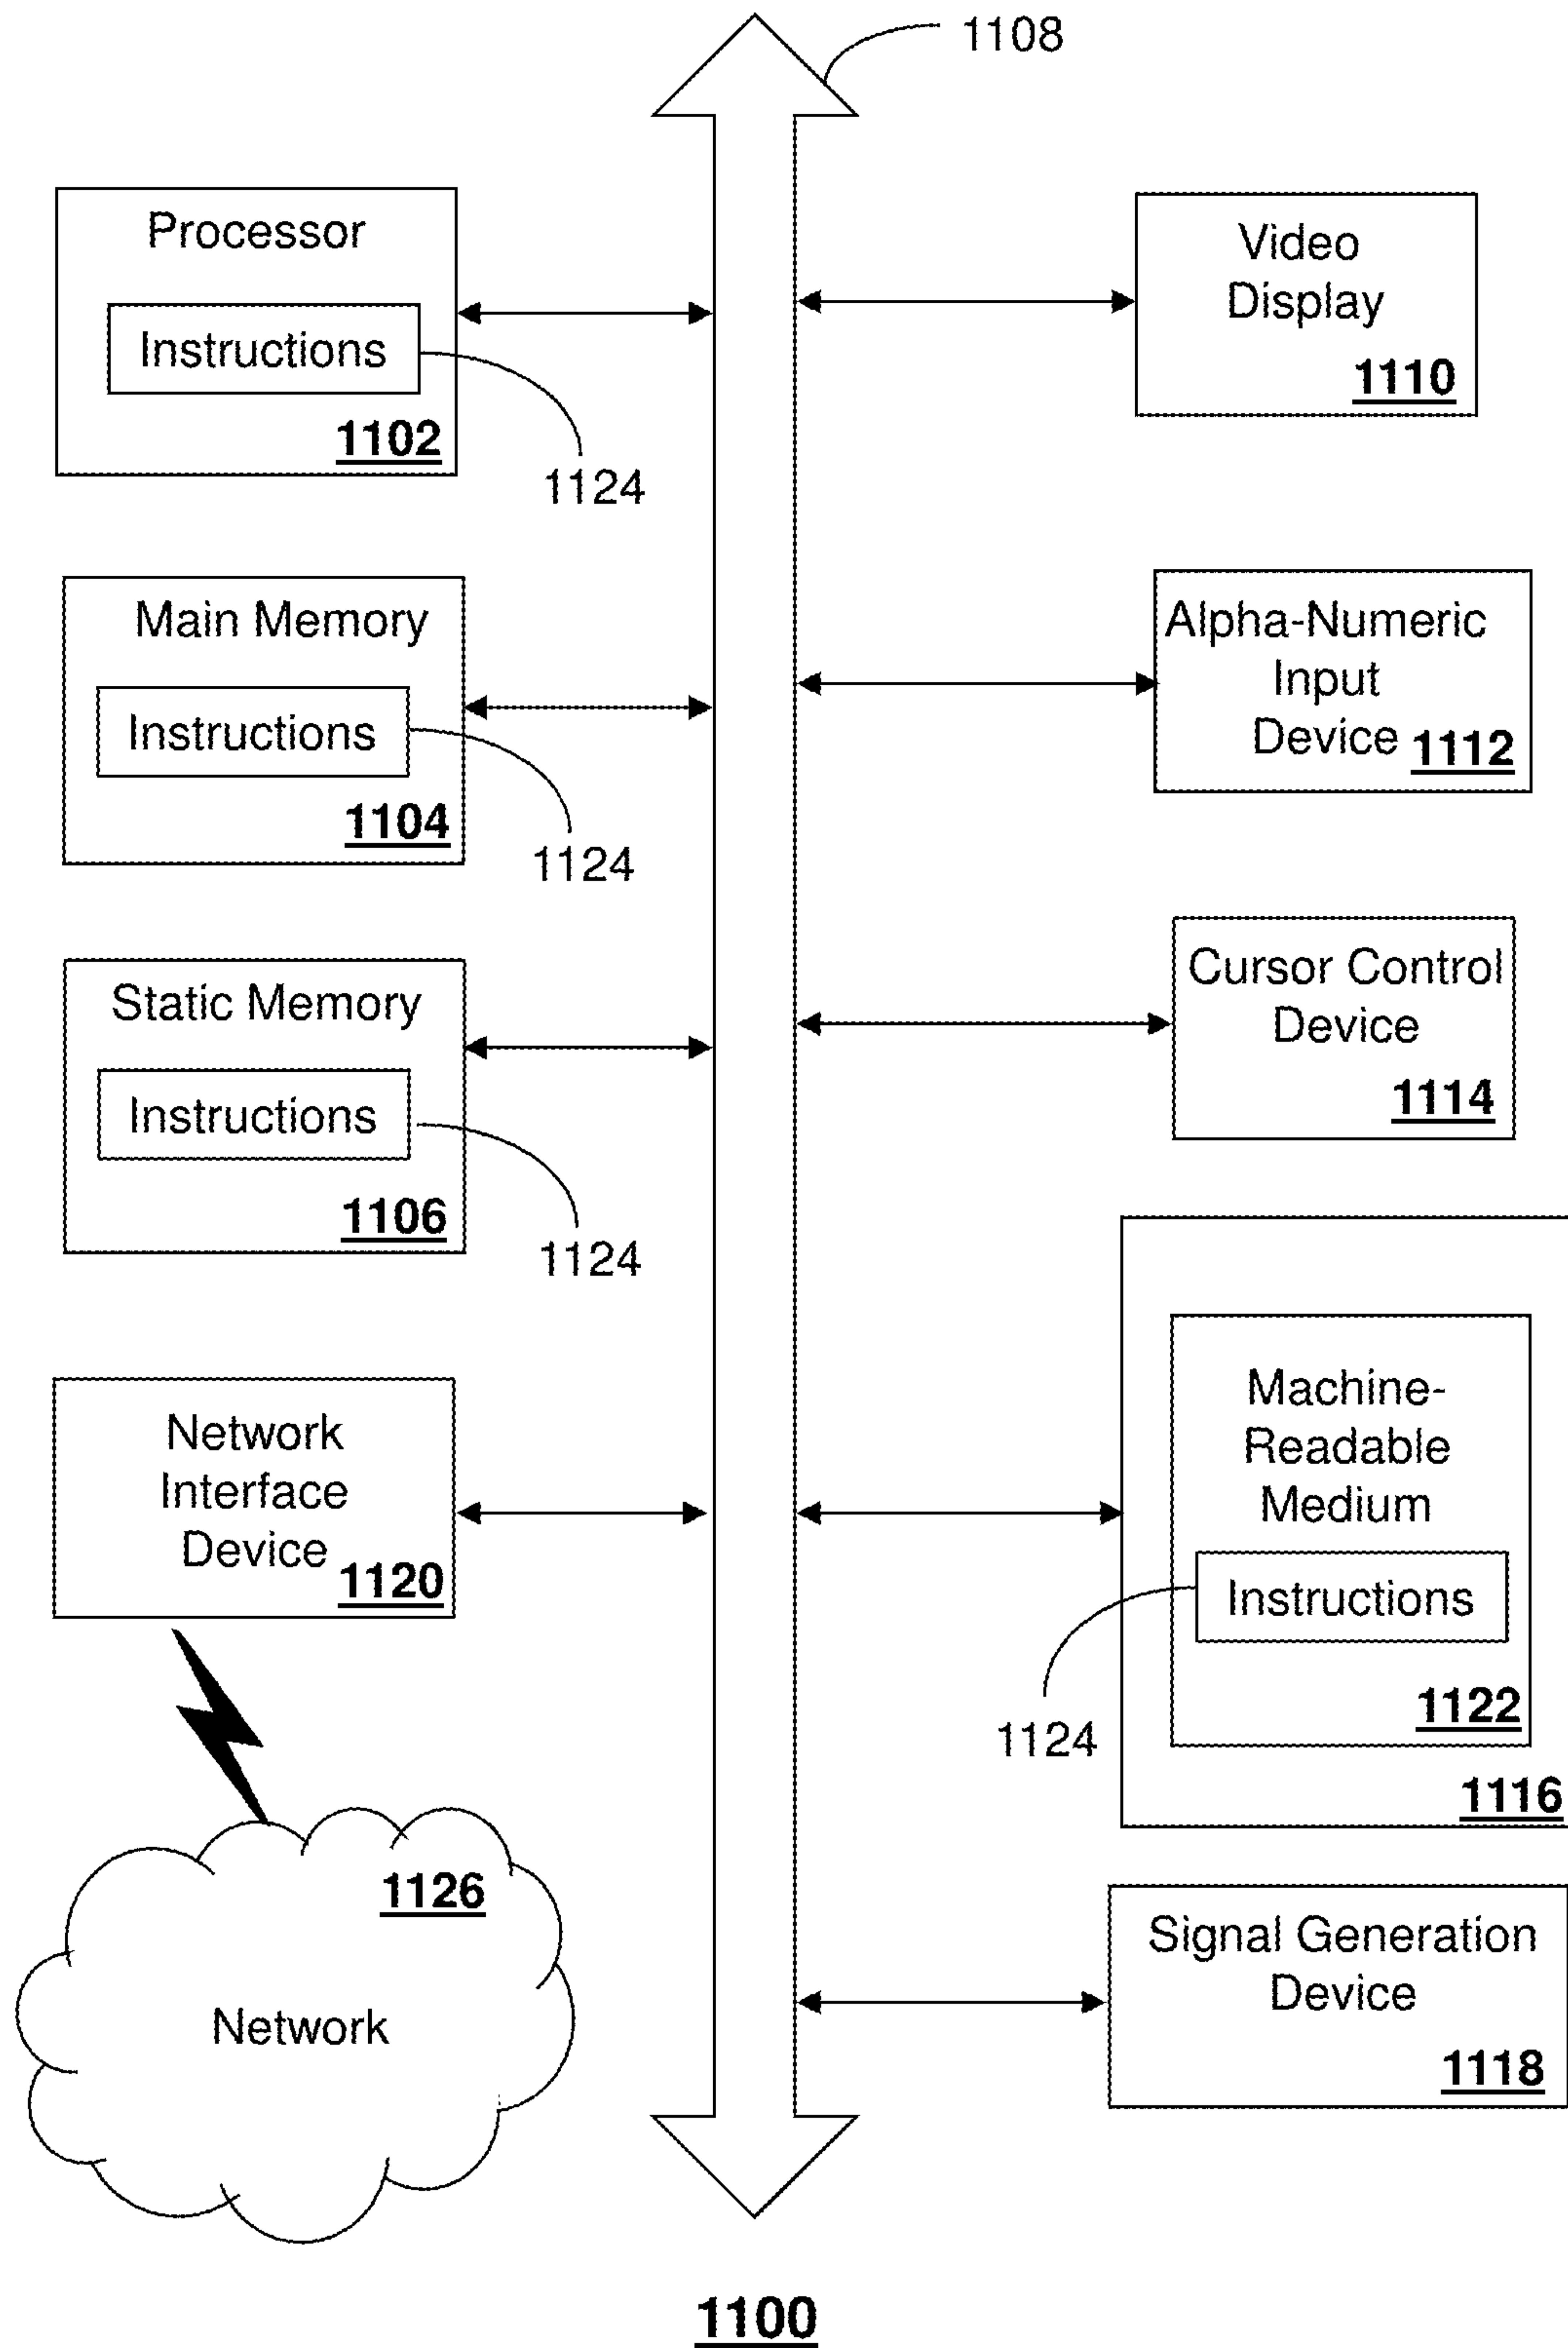 1108
Processor
Instructions
1102
1124
Main Memory
Instructions
1104
1124
Static Memory
Instructions
1106
1124
Network
Interface
Device
1120
1126
Network
Video
Display
1110
Alpha-Numeric
Input
Device
1112
Cursor Control
Device
1114
Machine-
Readable
Medium
Instructions
1124
1122
1116
Signal Generation
Device
1118
1100